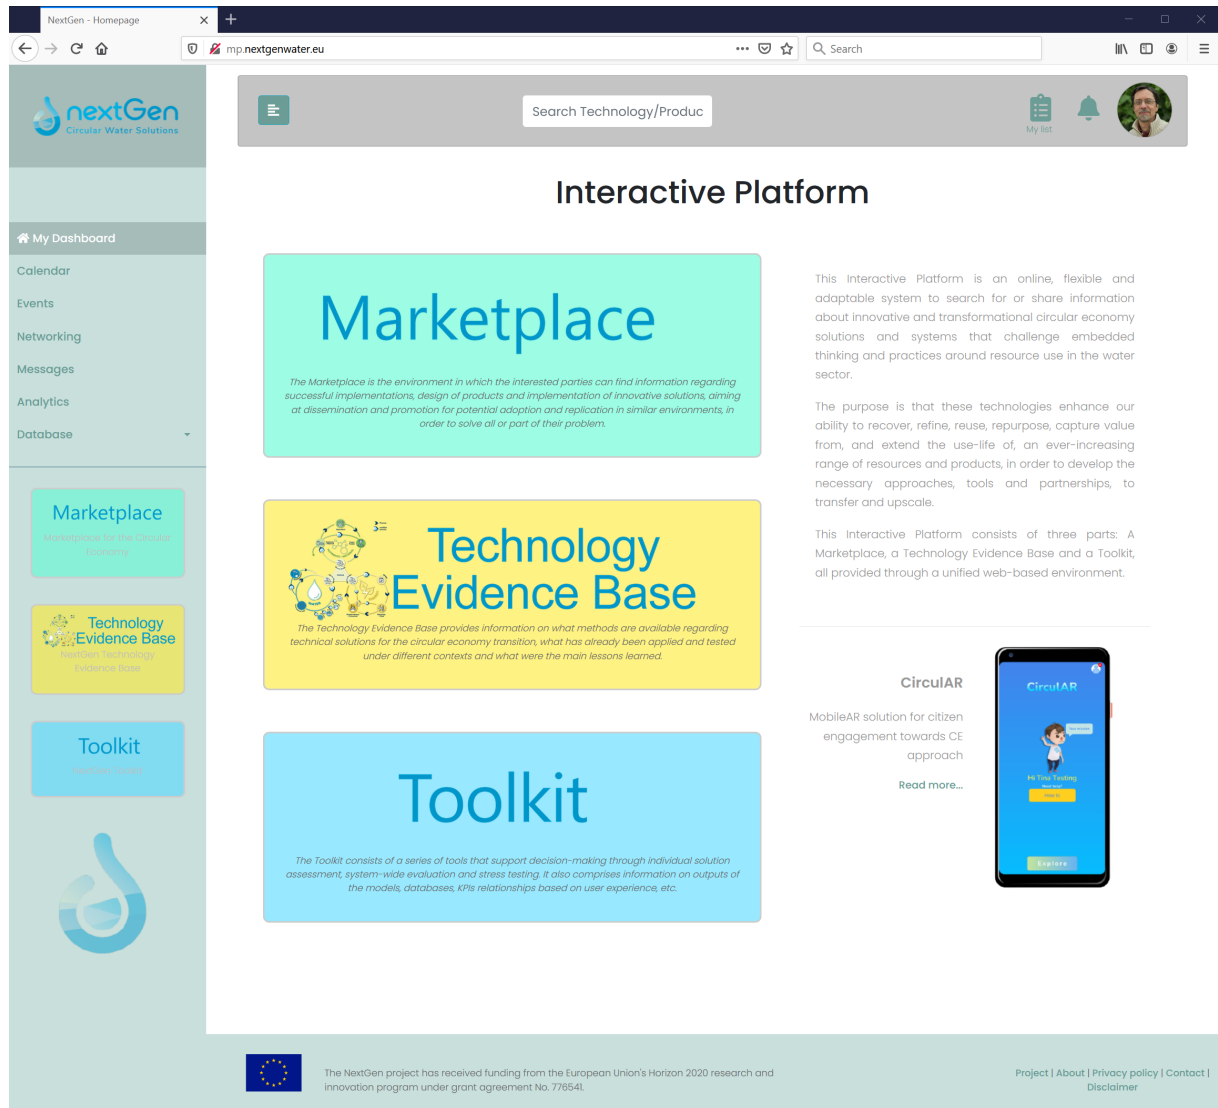 NextGen - Homepage
mp.nextgenwater.eu
Search
nextGen
Circular Water Solutions
Search Technology/Produc
My list
Interactive Platform
My Dashboard
Calendar
Events
Networking
Messages
Analytics
Database
Marketplace
Marketplace for the Circular
Economy
Technology
Evidence Base
NextGen Technology
Evidence Base
Toolkit
Marketplace
The Marketplace is the environment in which the interested parties can find information regarding
successful implementations, design of products and implementation of innovative solutions, aiming
at dissemination and promotion for potential adoption and replication in similar environments, in
order to solve all or part of their problem.
Technology
Evidence Base
The Technology Evidence Base provides information on what methods are available regarding
technical solutions for the circular economy transition, what has already been applied and tested
under different contexts and what were the main lessons learned.
Toolkit
The Toolkit consists of a series of tools that support decision-making through individual solution
assessment, system-wide evaluation and stress testing. It also comprises information on outputs of
the models, databases, KPIs relationships based on user experience, etc.
This Interactive Platform is an online, flexible and
adaptable system to search for or share information
about innovative and transformational circular economy
solutions and systems that challenge embedded
thinking and practices around resource use in the water
sector.
The purpose is that these technologies enhance our
ability to recover, refine, reuse, repurpose, capture value
from, and extend the use-life of, an ever-increasing
range of resources and products, in order to develop the
necessary approaches, tools and partnerships, to
transfer and upscale.
This Interactive Platform consists of three parts: A
Marketplace, a Technology Evidence Base and a Toolkit,
all provided through a unified web-based environment.
CirculAR
MobileAR solution for citizen
engagement towards CE
approach
Read more...
CirculAR
Hi Tina Testing
Explore
The NextGen project has received funding from the European Union's Horizon 2020 research and
innovation program under grant agreement No. 776541.
Project | About | Privacy policy | Contact |
Disclaimer